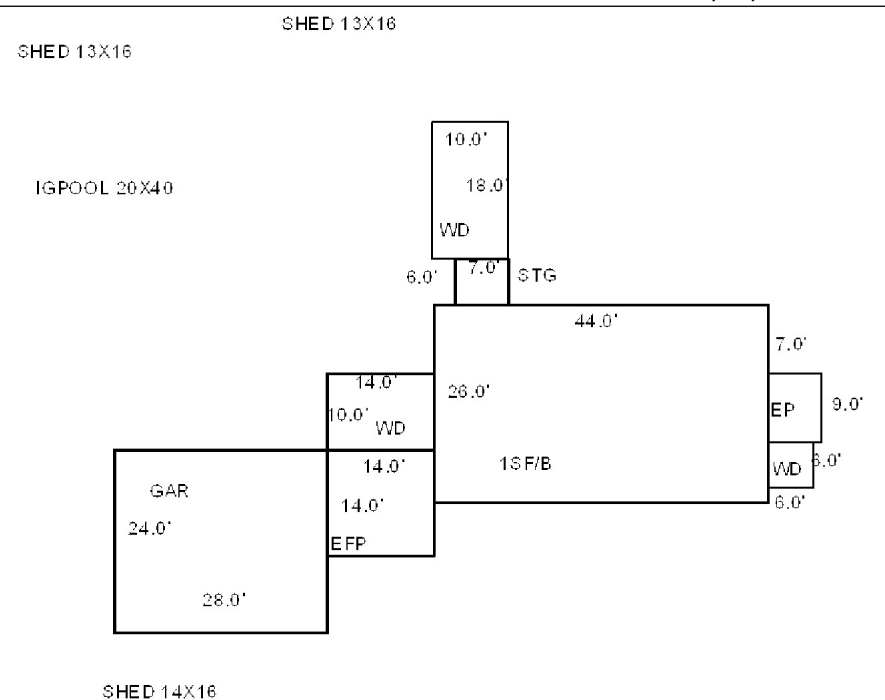 SHED 13X16
SHED 13X16
10.0'
18.0'
IGPOOL 20X40
WD
6.0'
7.0'
STG
44.0'
7.0'
14.0'
26.0'
10.0'
WD
EP
9.0'
14.0'
1SF/B
WD
6.0'
GAR
14.0'
6.0'
24.0'
EFP
28.0'
SHED 14X16